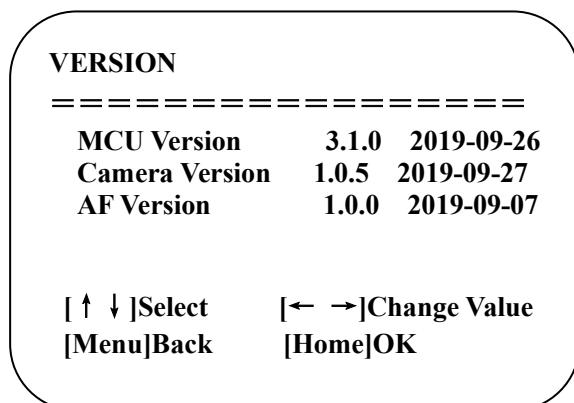 VERSION
=================
MCU Version 3.1.0 2019-09-26
Camera Version 1.0.5 2019-09-27
AF Version 1.0.0 2019-09-07
[↑ ↓]Select [← →]Change Value
[Menu]Back [Home]OK